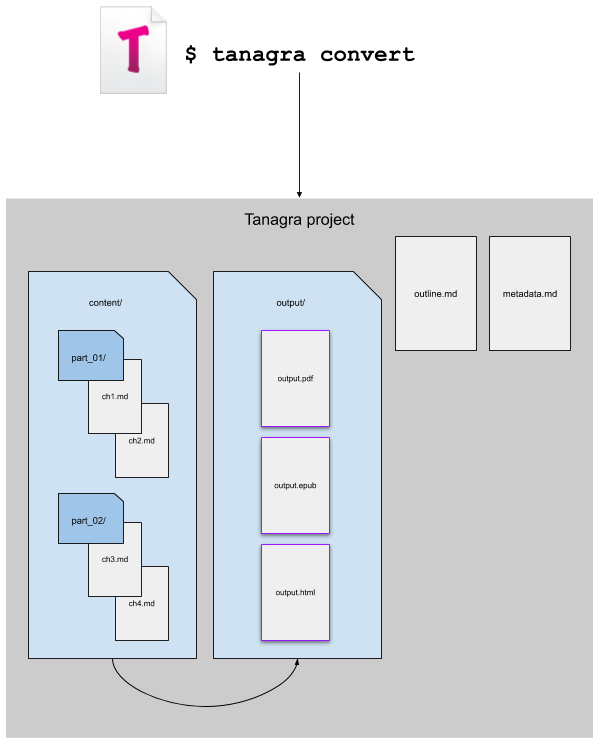 T
$ tanagra convert
Tanagra project
outline.md
metadata.md
content/
part_01/
ch1.md
ch2.md
part_02/
ch3.md
ch4.md
output/
output.pdf
output.epub
output.html